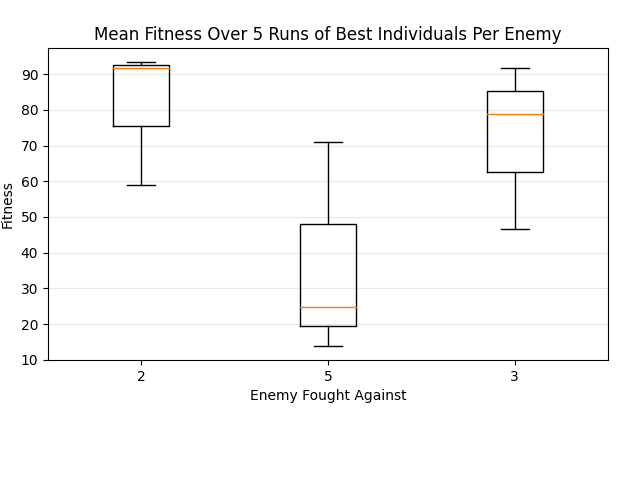 Mean Fitness Over 5 Runs of Best Individuals Per Enemy
90
80
70
60
50
40
30
20
10
Fitness
2 5 3
Enemy Fought Against